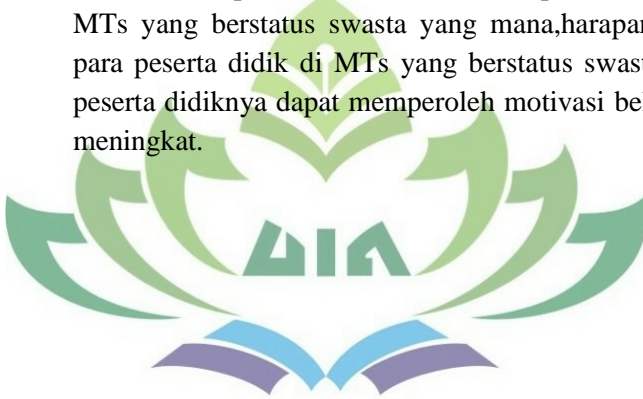 MTs yang berstatus swasta yang mana,harapan
para peserta didik di MTs yang berstatus swast
peserta didiknya dapat memperoleh motivasi be
meningkat.
UIN